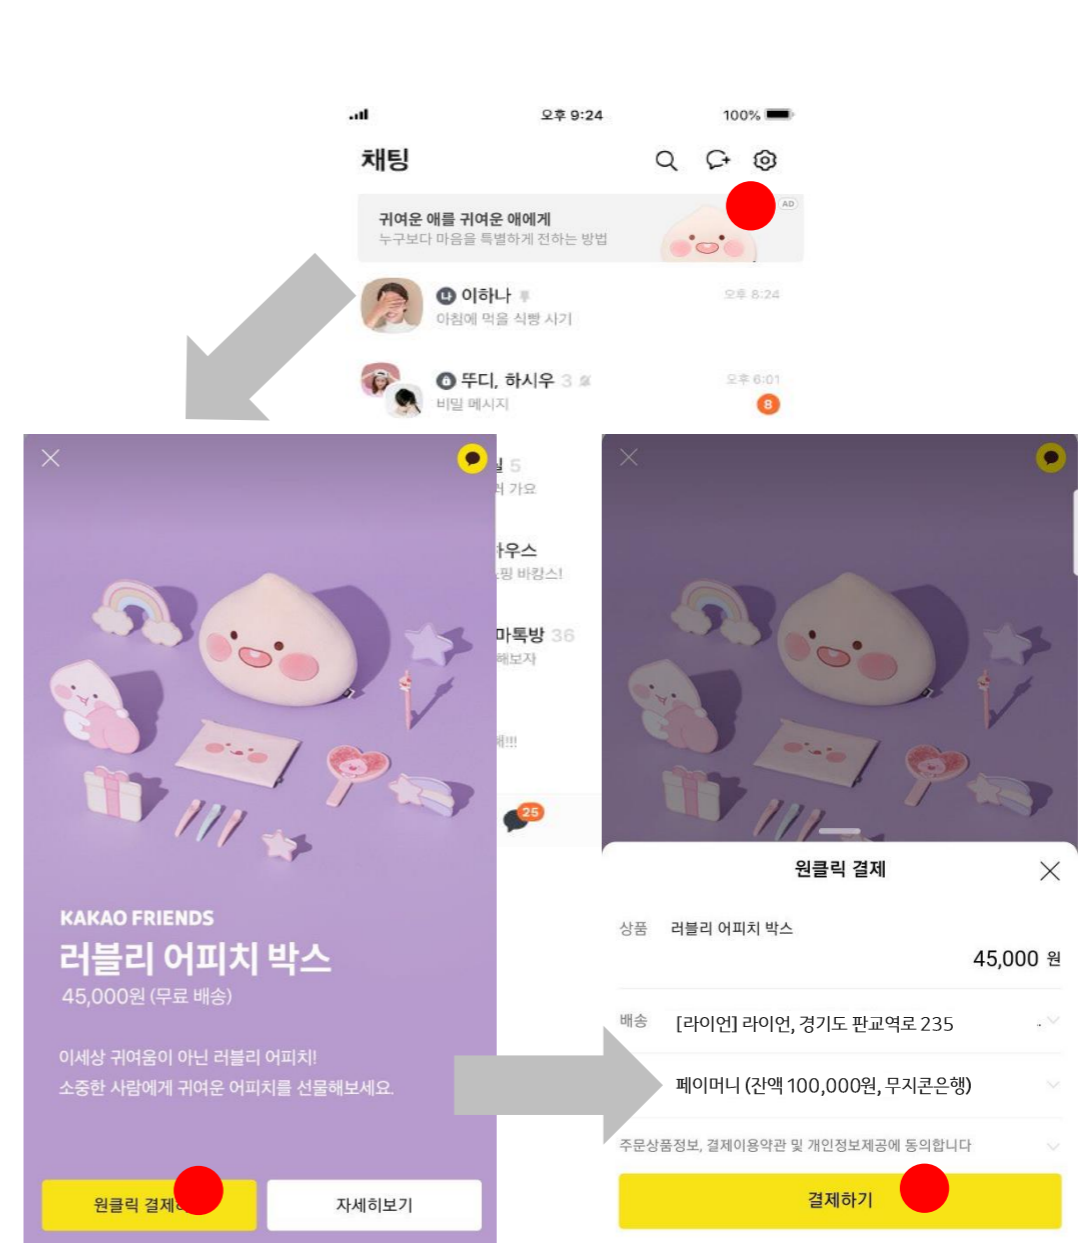 오후 9:24
100%
채팅
귀여운 애를 귀여운 애에게
누구보다 마음을 특별하게 전하는 방법
AD
나 이하나
오후 8:24
아침에 먹을 식빵 사기
뚜디, 하시우 3
오후 6:01
비밀 메시지
8
5
가요
하우스
핑 바캉스!
마톡방 36
해보자
!!!
25
KAKAO FRIENDS
러블리 어피치 박스
45,000원 (무료 배송)
이세상 귀여움이 아닌 러블리 어피치!
소중한 사람에게 귀여운 어피치를 선물해보세요.
원클릭 결제
자세히보기
원클릭 결제
상품 러블리 어피치 박스
45,000 원
배송 [라이언] 라이언, 경기도 판교역로 235
페이머니 (잔액 100,000원, 무지콘은행)
주문상품정보, 결제이용약관 및 개인정보제공에 동의합니다
결제하기